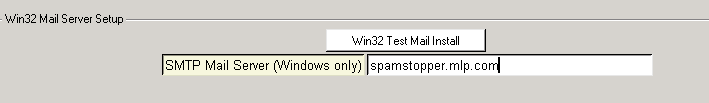 Win32 Mail Server Setup
Win32 Test Mail Install
SMTP Mail Server (Windows only) spamstopper.mlp.com